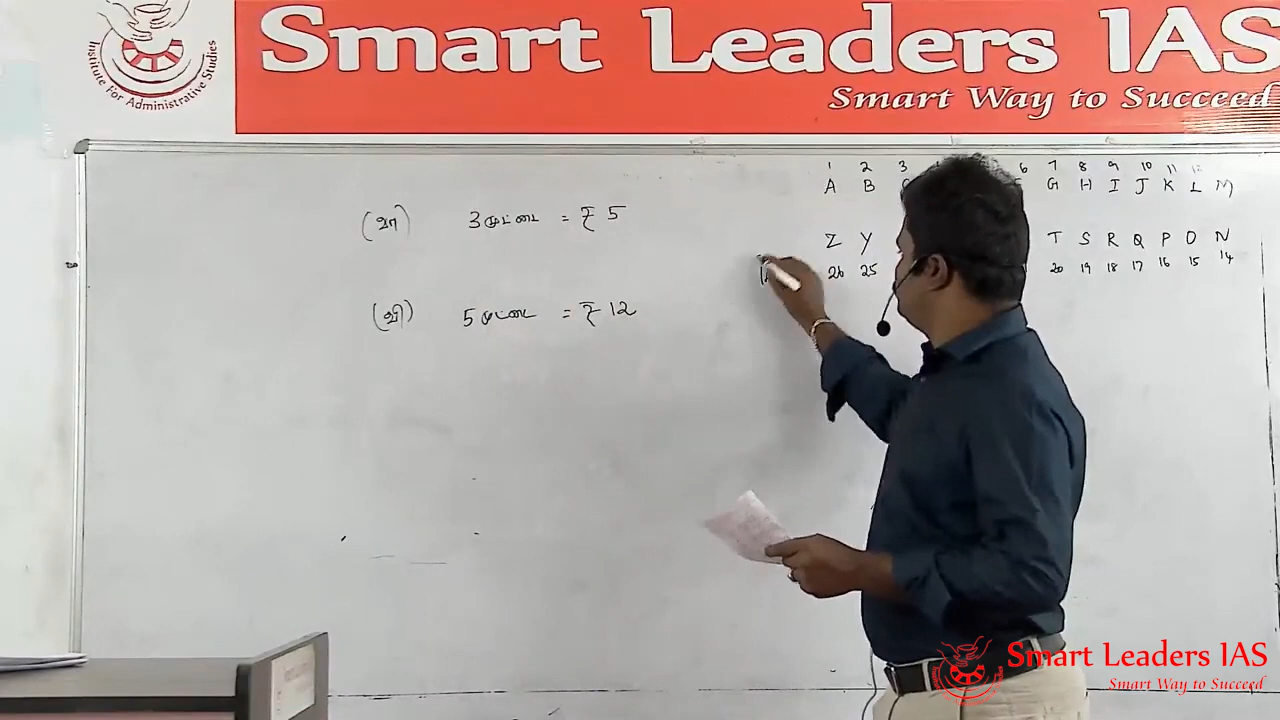 Smart Leaders IAS
Smart Way to Succeed
Institute For Administrative Studies
1 2 3 6 7 8 9 10 11 12
A B G H I J K L M
(வா) 3 முட்டை = ₹ 5
Z Y T S R Q P O N
26 25 20 19 18 17 16 15 14
(வி) 5 முட்டை = ₹ 12
Smart Leaders IAS
Smart Way to Succeed